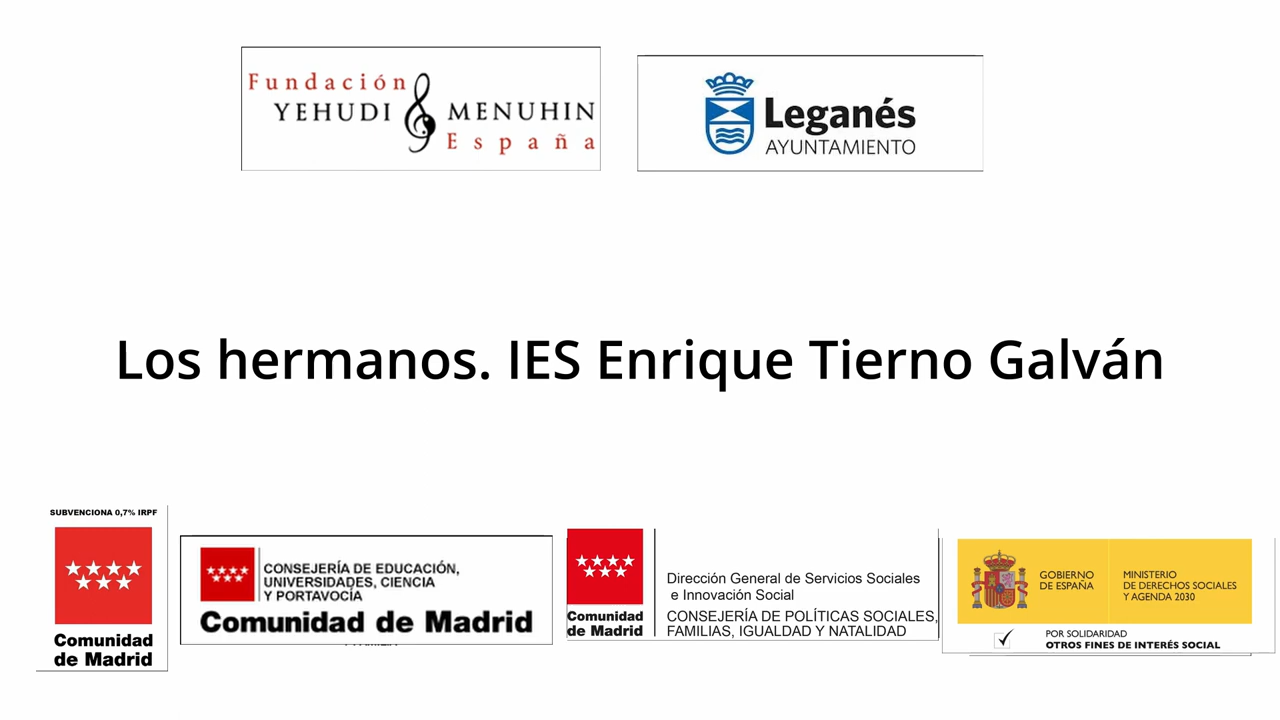 Fundación
YEHUDI MENUHIN
España
Leganés
AYUNTAMIENTO
Los hermanos. IES Enrique Tierno Galván
SUBVENCIONA 0,7% IRPF
Comunidad
de Madrid
CONSEJERÍA DE EDUCACIÓN,
UNIVERSIDADES, CIENCIA
Y PORTAVOCÍA
Comunidad de Madrid
Comunidad
de Madrid
Dirección General de Servicios Sociales
e Innovación Social
CONSEJERÍA DE POLÍTICAS SOCIALES,
FAMILIAS, IGUALDAD Y NATALIDAD
GOBIERNO
DE ESPAÑA
MINISTERIO
DE DERECHOS SOCIALES
Y AGENDA 2030
POR SOLIDARIDAD
OTROS FINES DE INTERÉS SOCIAL